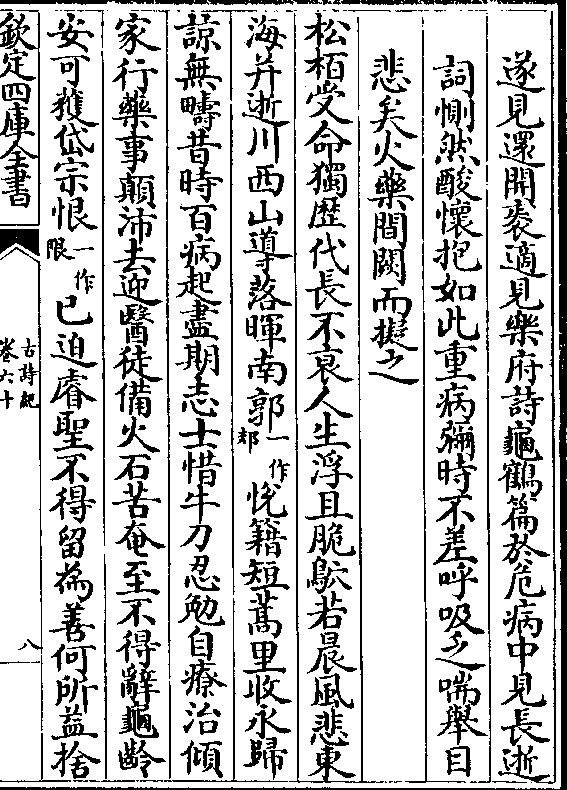 遂見還開袠適見樂府詩龜鶴篇於危病中見長逝
詞惻然酸懷抱如此重病彌時不差呼吸之喘舉目
悲矣火藥間闕而擬之
松柏受命獨歷代長不衰人生浮且脆鴥若晨風悲東
海并逝川西山導落暉南郭一作郊悅籍短蒿里收永歸
諒無疇昔時百病起盡期志士惜牛刀忍勉自療治傾
家行藥事顛沛去迎醫徒備火石苦奄至不得辭龜齡
安可獲岱宗恨一作限已迫睿聖不得留為善何所益捨
欽定四庫全書
古詩紀
卷六十
八